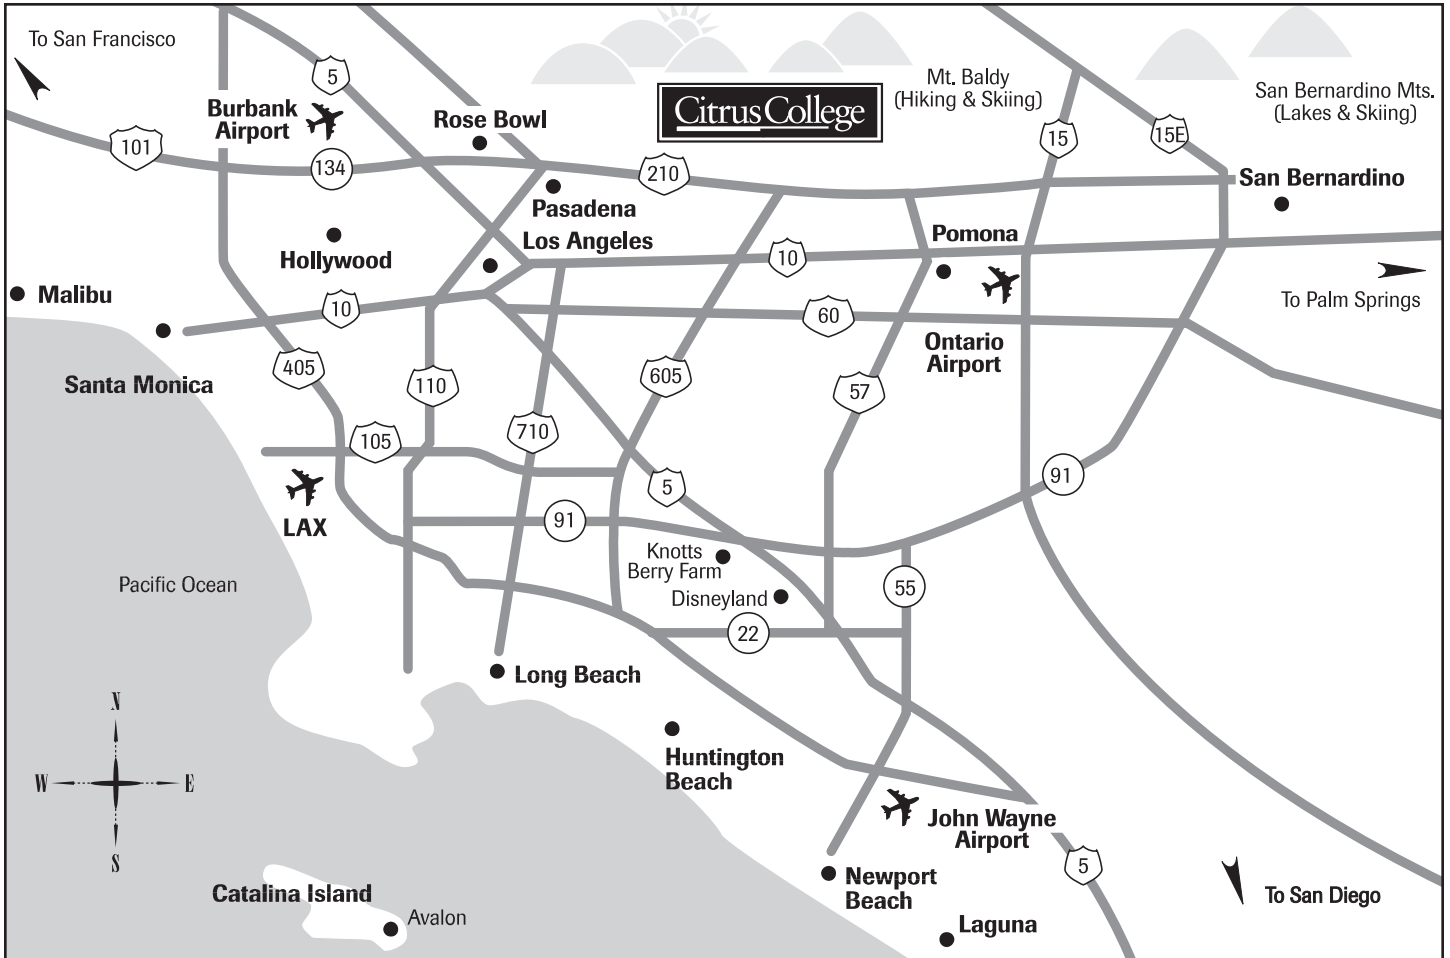 To San Francisco
5
Mt. Baldy
(Hiking & Skiing)
San Bernardino Mts.
(Lakes & Skiing)
Burbank
Airport
Rose Bowl
Citrus College
101
134
210
15
15E
San Bernardino
Pasadena
Los Angeles
Pomona
Hollywood
10
Malibu
To Palm Springs
10
60
Ontario
Airport
Santa Monica
405
110
605
57
710
105
5
91
LAX
91
Knotts
Berry Farm
Disneyland
55
Pacific Ocean
22
Long Beach
N
W
E
S
Huntington
Beach
John Wayne
Airport
5
Newport
Beach
To San Diego
Catalina Island
Avalon
Laguna